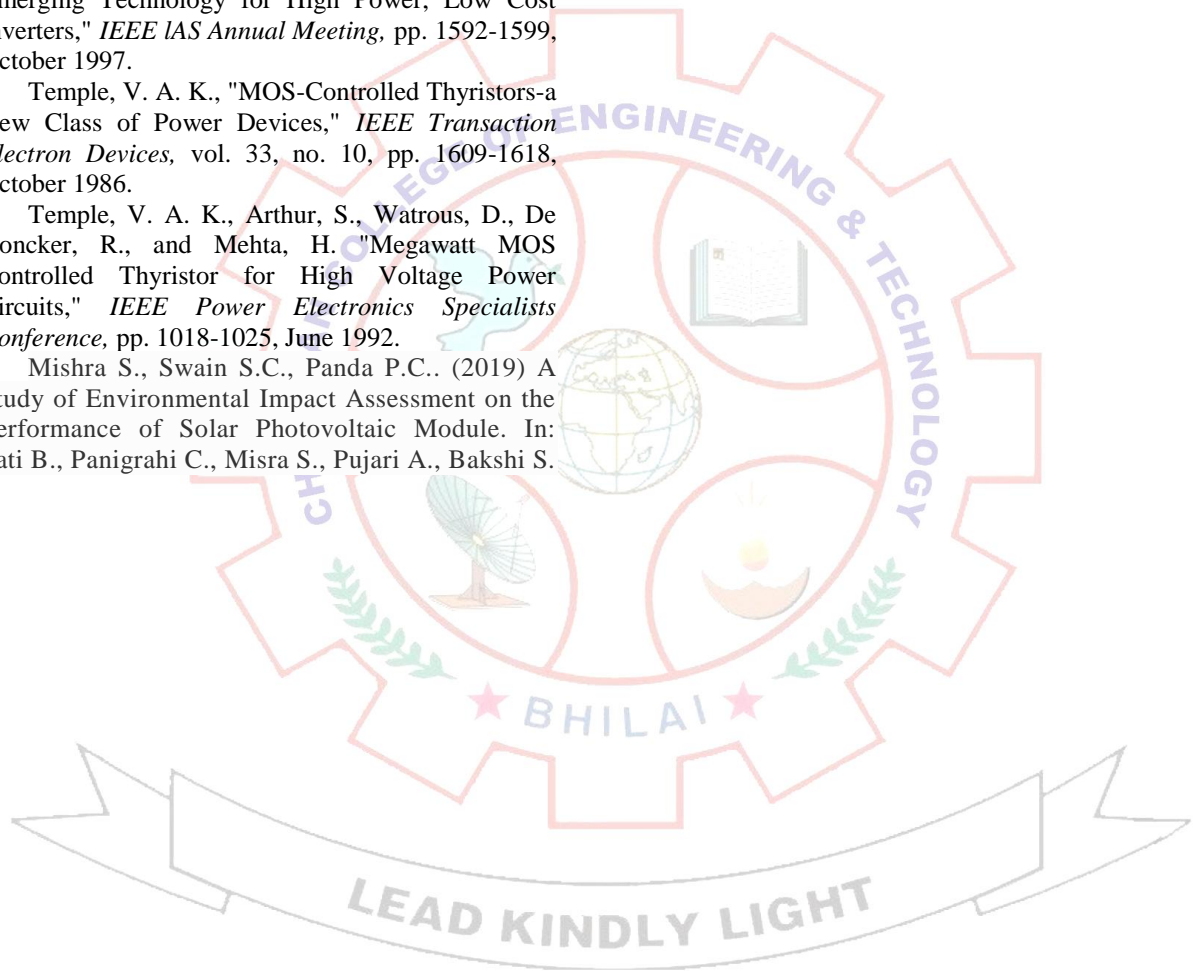 merging Technology for High Power, Low Cost
nverters," IEEE lAS Annual Meeting, pp. 1592-1599,
ctober 1997.
Temple, V. A. K., "MOS-Controlled Thyristors-a
ew Class of Power Devices," IEEE Transaction
lectron Devices, vol. 33, no. 10, pp. 1609-1618,
ctober 1986.
Temple, V. A. K., Arthur, S., Watrous, D., De
oncker, R., and Mehta, H. "Megawatt MOS
ontrolled Thyristor for High Voltage Power
ircuits," IEEE Power Electronics Specialists
onference, pp. 1018-1025, June 1992.
Mishra S., Swain S.C., Panda P.C.. (2019) A
tudy of Environmental Impact Assessment on the
erformance of Solar Photovoltaic Module. In:
ati B., Panigrahi C., Misra S., Pujari A., Bakshi S.
COLLEGE OF ENGINEERING & TECHNOLOGY
BHILAI
LEAD KINDLY LIGHT